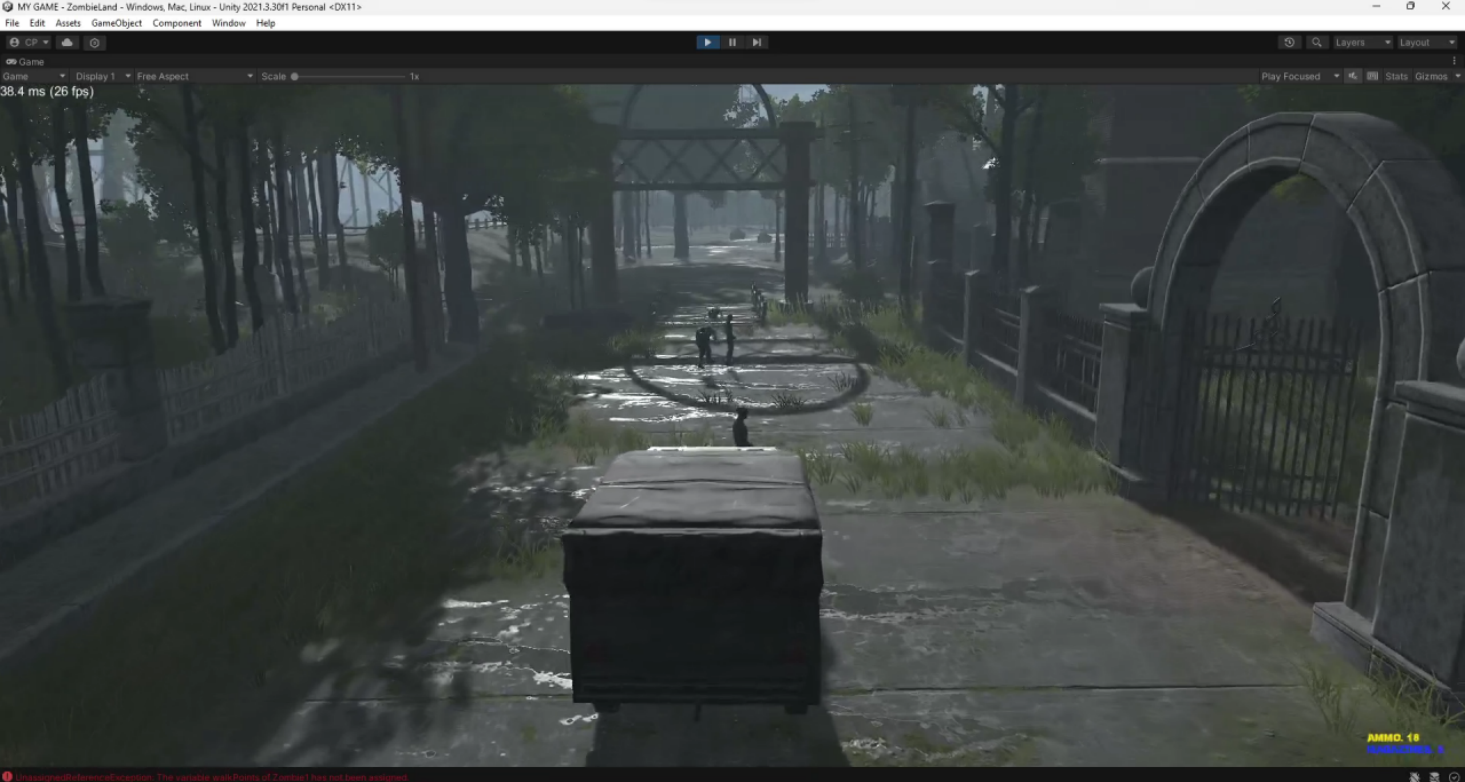 MY GAME - ZombieLand - Windows, Mac, Linux - Unity 2021.3.30f1 Personal <DX11>
File Edit Assets GameObject Component Window Help
CP Layers Layout
Game
Game Display 1 Free Aspect Scale 1x Play Focused Stats Gizmos
38.4 ms (26 fps)
AMMO. 18
UnassignedReferenceException: The variable walkPoints of Zombie1 has not been assigned.